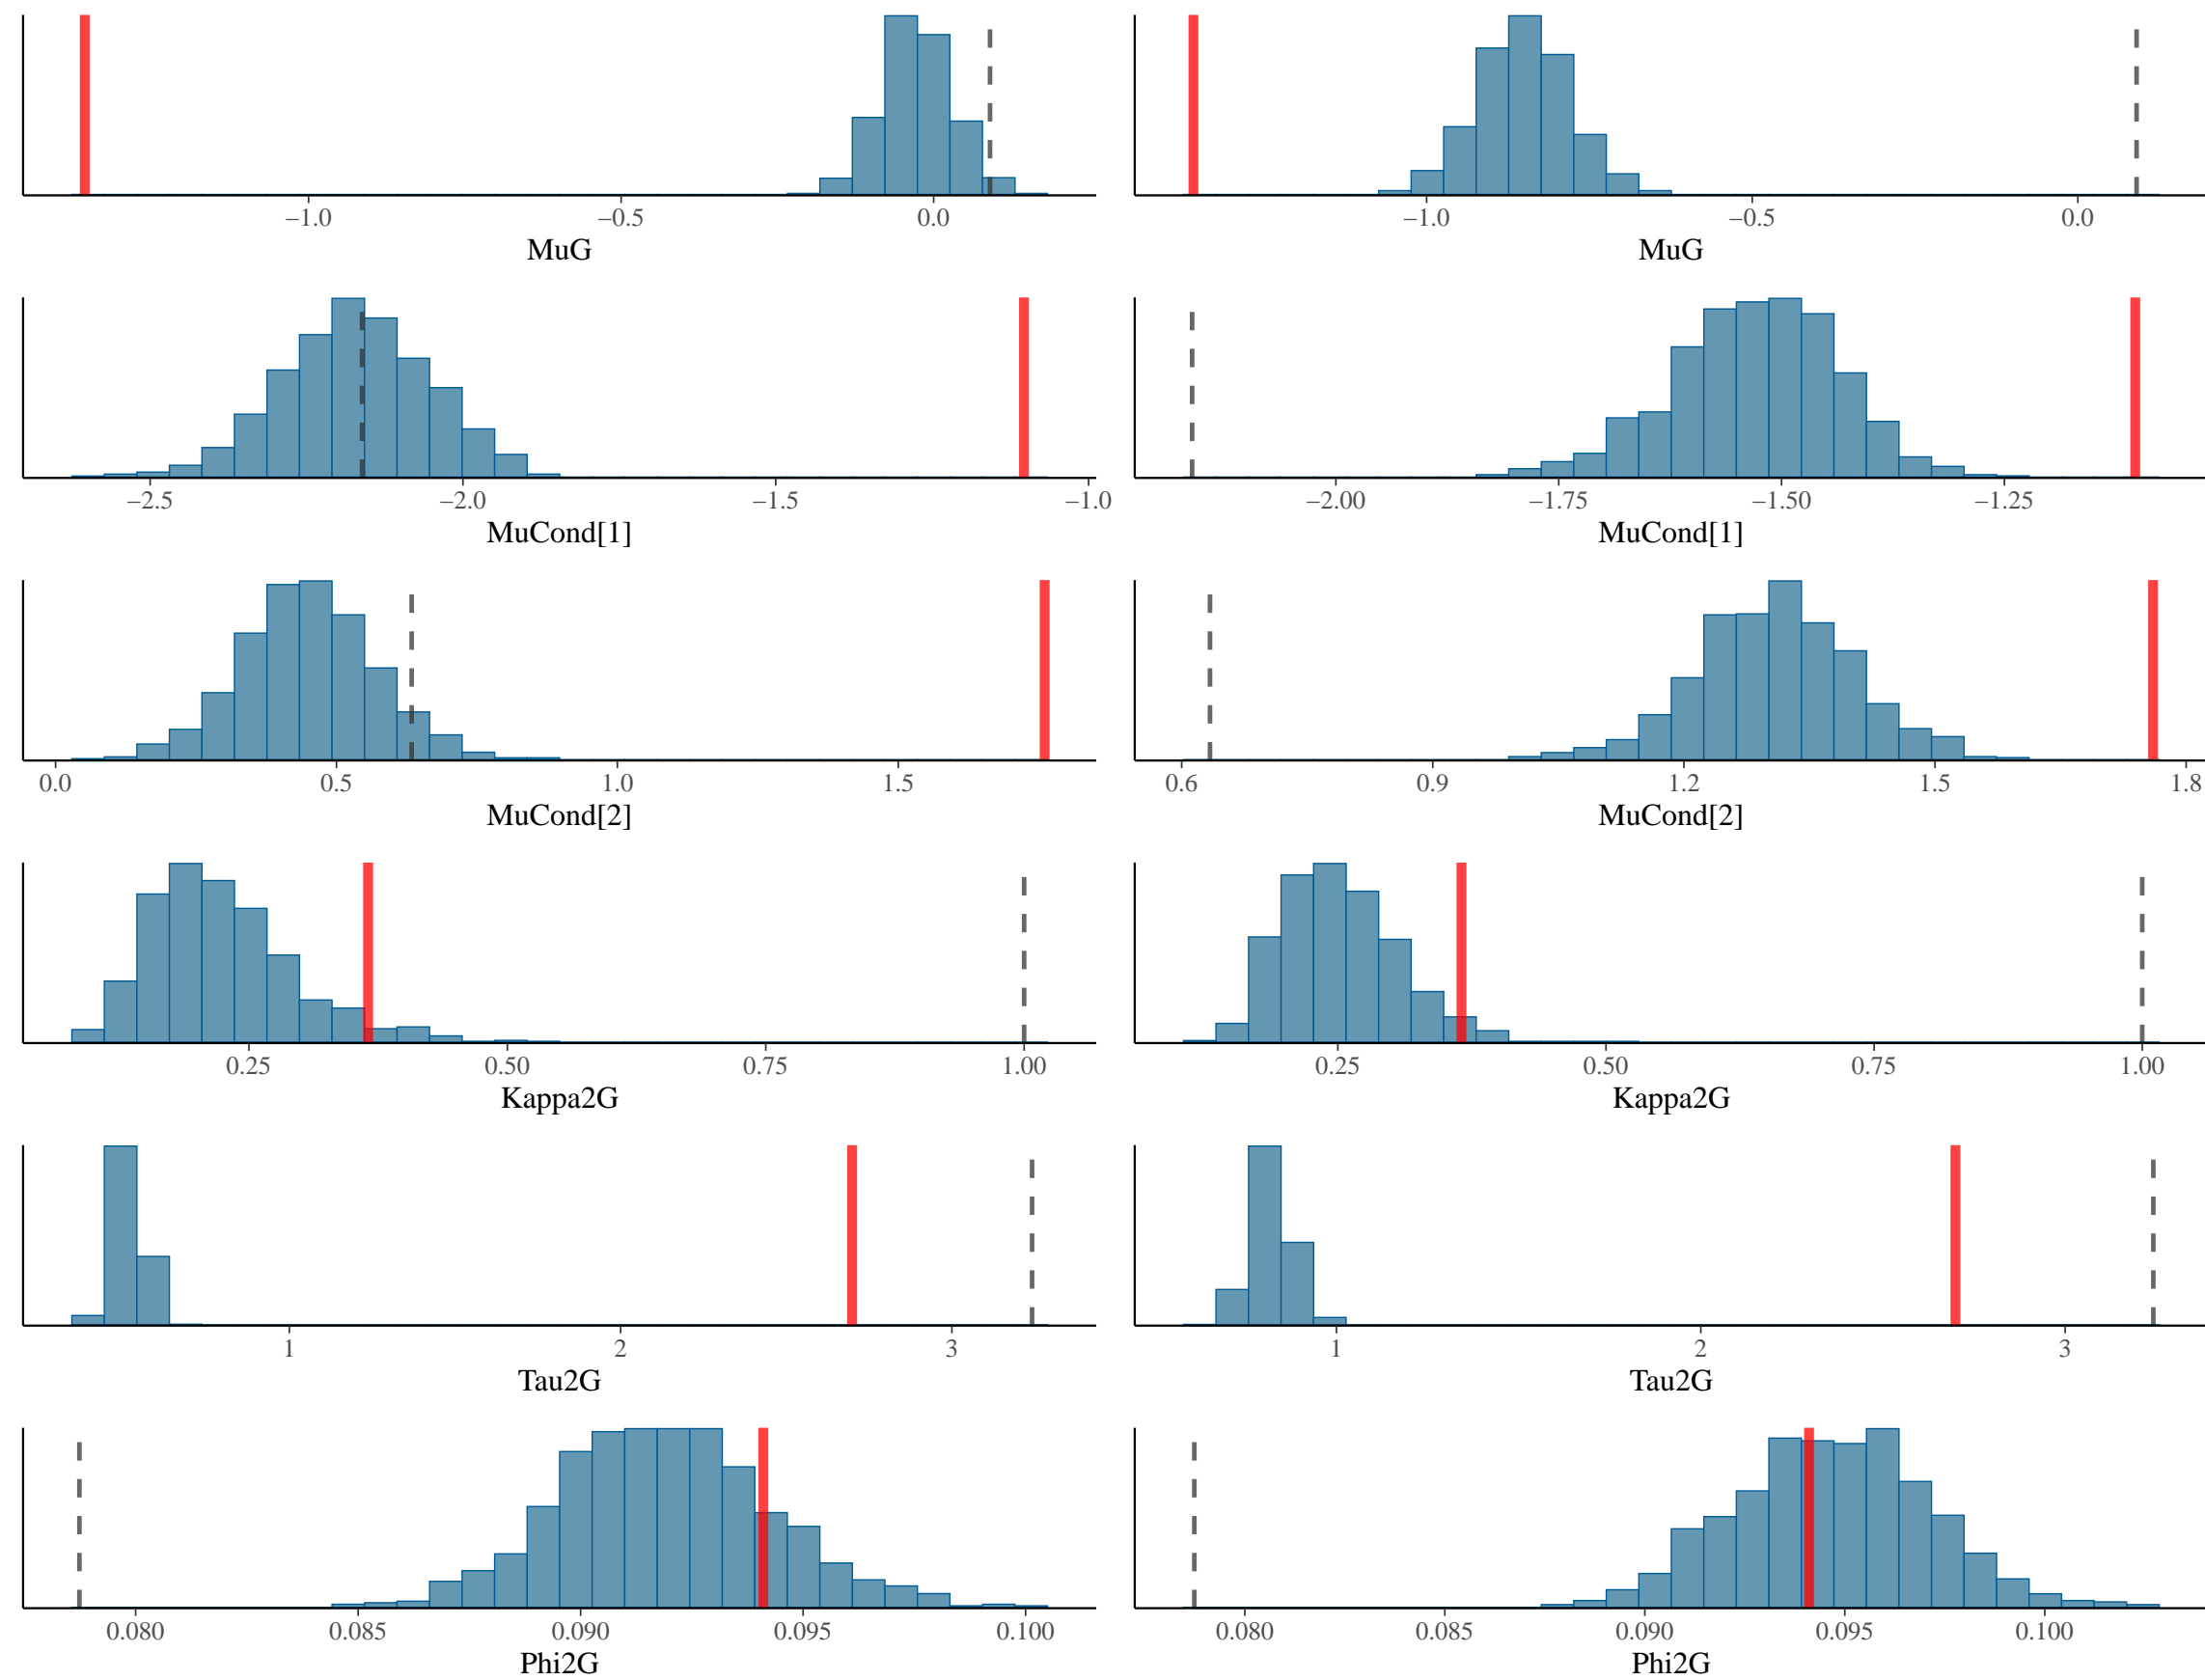 –1.0 –0.5 0.0 –1.0 –0.5 0.0
MuG MuG
–2.5 –2.0 –1.5 –1.0 –2.00 –1.75 –1.50 –1.25
MuCond[1] MuCond[1]
0.0 0.5 1.0 1.5 0.6 0.9 1.2 1.5 1.8
MuCond[2] MuCond[2]
0.25 0.50 0.75 1.00 0.25 0.50 0.75 1.00
Kappa2G Kappa2G
1 2 3 1 2 3
Tau2G Tau2G
0.080 0.085 0.090 0.095 0.100 0.080 0.085 0.090 0.095 0.100
Phi2G Phi2G